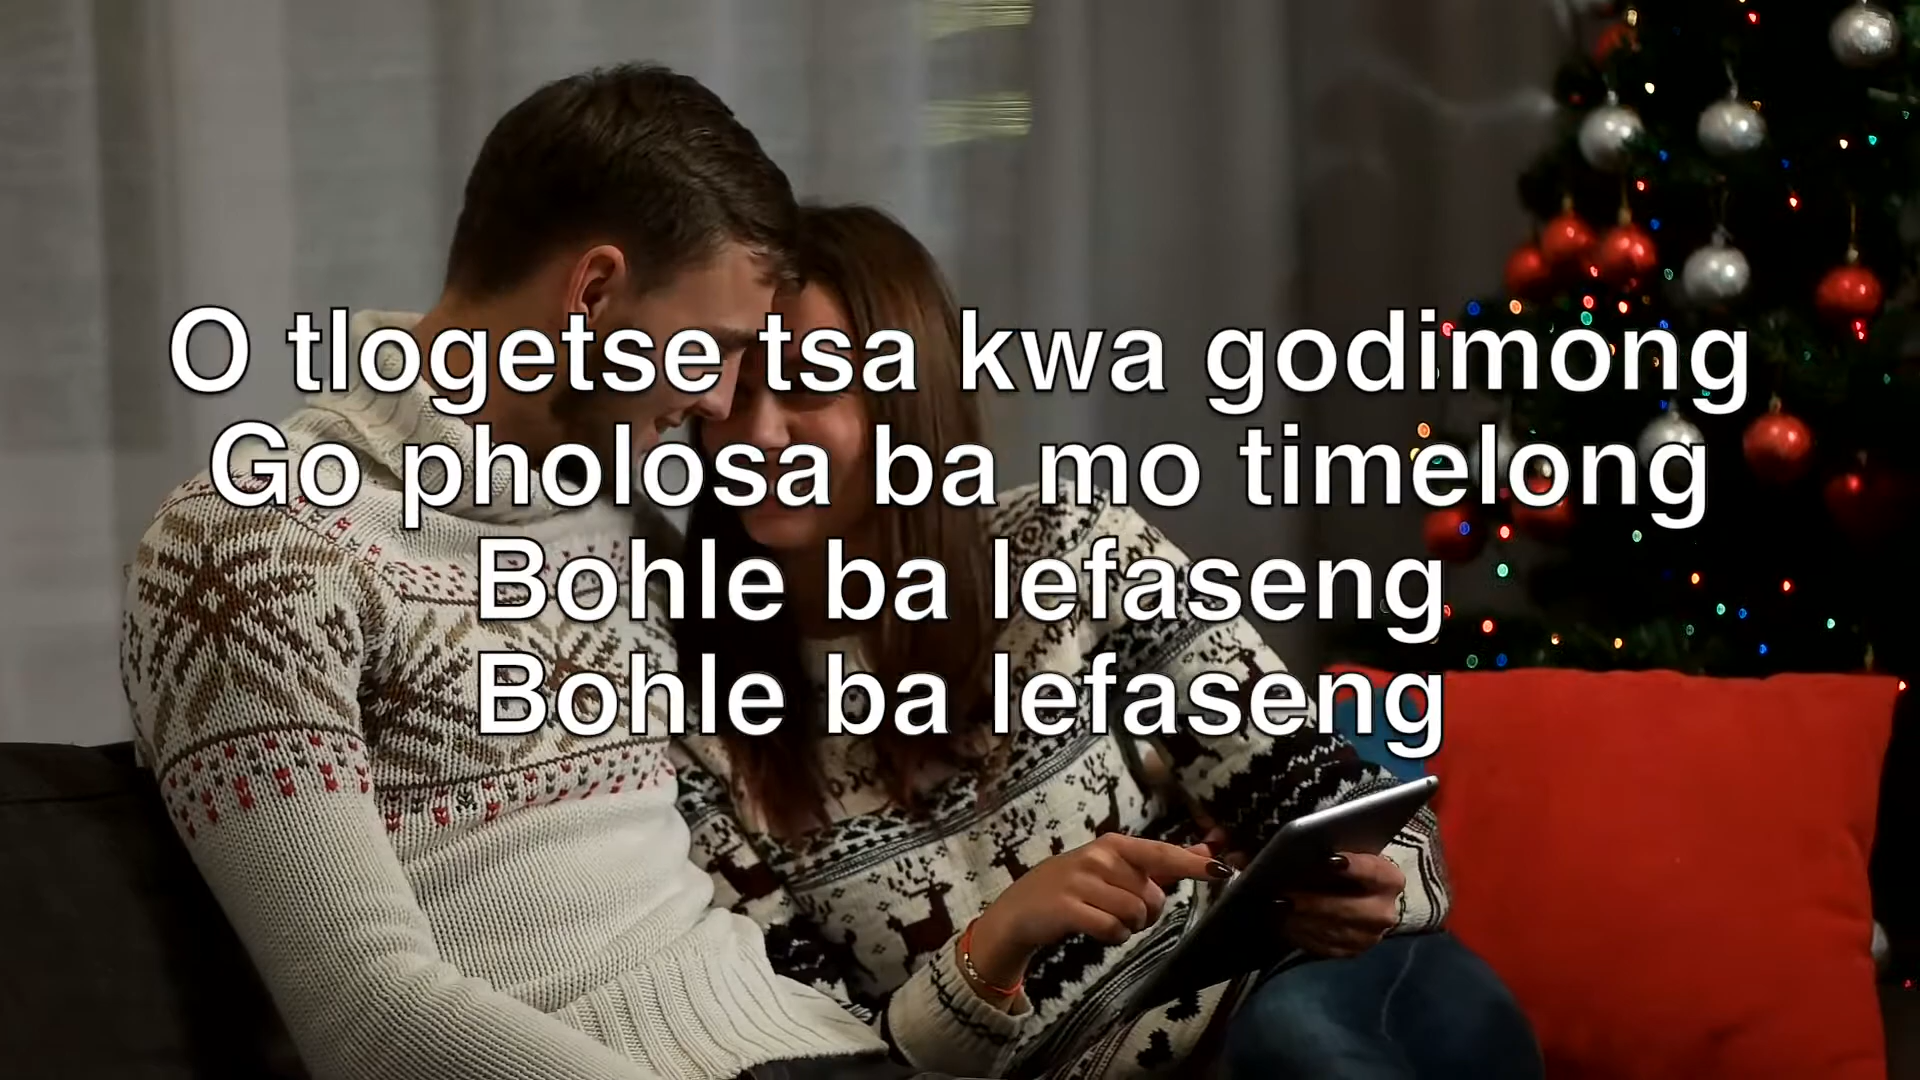 O tlogetse tsa kwa godimong
Go pholosa ba mo timelong
Bohle ba lefaseng
Bohle ba lefaseng